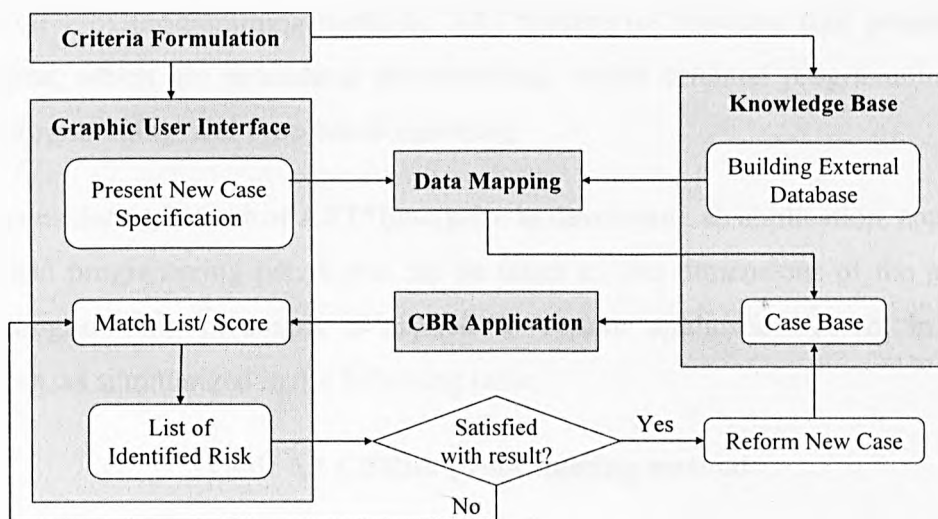 Criteria Formulation
Graphic User Interface
Knowledge Base
Present New Case
Specification
Data Mapping
Building External
Database
Match List/ Score
CBR Application
Case Base
List of
Identified Risk
Satisfied
with result?
Yes
Reform New Case
No